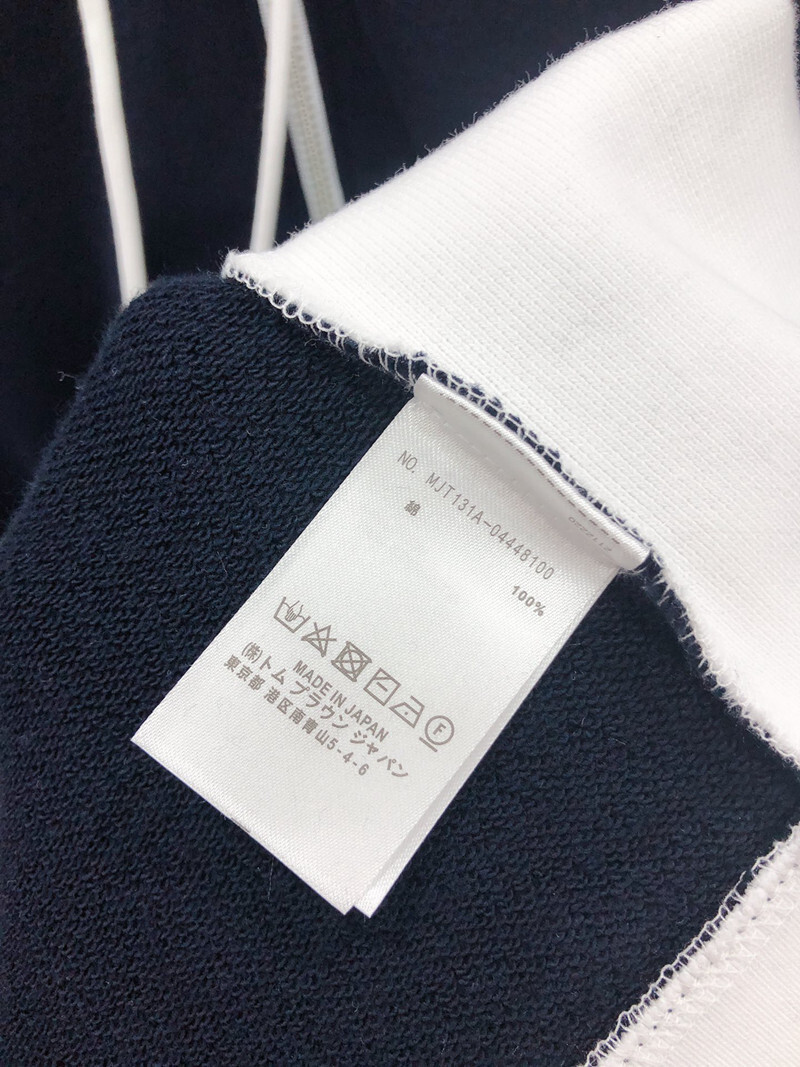 NO. MJT131A-04448100
綿 100%
MADE IN JAPAN
(株)トム ブラウン ジャパン
東京都 港区南青山5-4-6